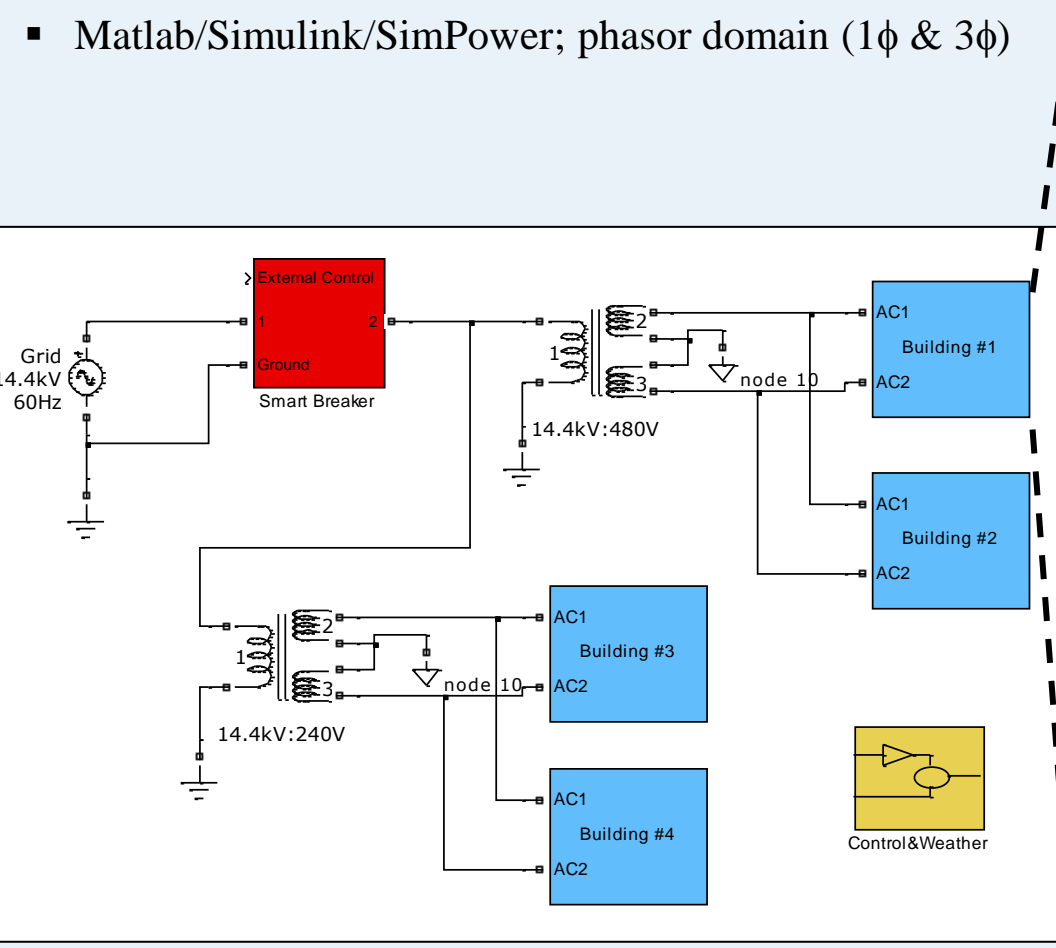 ▪ Matlab/Simulink/SimPower; phasor domain (1ϕ & 3ϕ)
External Control
1
2
Ground
Smart Breaker
Grid
14.4kV
60Hz
1
2
3
node 10
14.4kV:480V
AC1
Building #1
AC2
AC1
Building #2
AC2
1
2
3
node 10
14.4kV:240V
AC1
Building #3
AC2
AC1
Building #4
AC2
Control&Weather